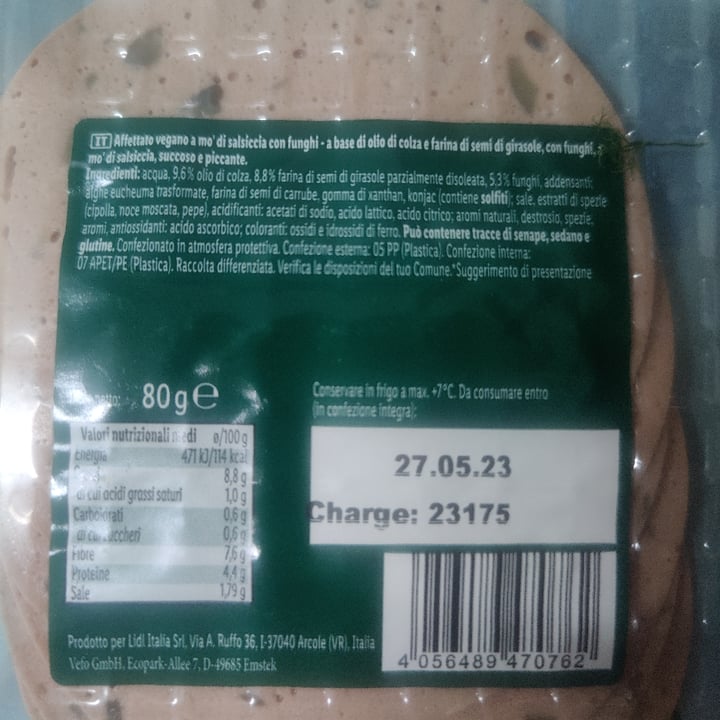 IT Affettato vegano a mo' di salsiccia con funghi - a base di olio di colza e farina di semi di girasole, con funghi, a
mo' di salsiccia, succoso e piccante.
Ingredienti: acqua, 9,6% olio di colza, 8,8% farina di semi di girasole parzialmente disoleata, 5,3% funghi, addensanti:
alghe eucheuma trasformate, farina di semi di carrube, gomma di xanthan, konjac (contiene solfiti); sale, estratti di spezie
(cipolla, noce moscata, pepe), acidificanti: acetati di sodio, acido lattico, acido citrico; aromi naturali, destrosio, spezie,
aromi, antiossidanti: acido ascorbico; coloranti: ossidi e idrossidi di ferro. Può contenere tracce di senape, sedano e
glutine. Confezionato in atmosfera protettiva. Confezione esterna: 05 PP (Plastica). Confezione interna:
07 APET/PE (Plastica). Raccolta differenziata. Verifica le disposizioni del tuo Comune. *Suggerimento di presentazione
netto: 80 g e
Conservare in frigo a max. +7°C. Da consumare entro
(in confezione integra):
27.05.23
Charge: 23175
Valori nutrizionali medi ø/100 g
Energia 471 kJ/114 kcal
8,8 g
di cui acidi grassi saturi 1,0 g
Carboidrati 0,6 g
di cui zuccheri 0,6 g
Fibre 7,6 g
Proteine 4,4 g
Sale 1,79 g
Prodotto per Lidl Italia Srl, Via A. Ruffo 36, I-37040 Arcole (VR), Italia
Vefo GmbH, Ecopark-Allee 7, D-49685 Emstek
4 056489 470762